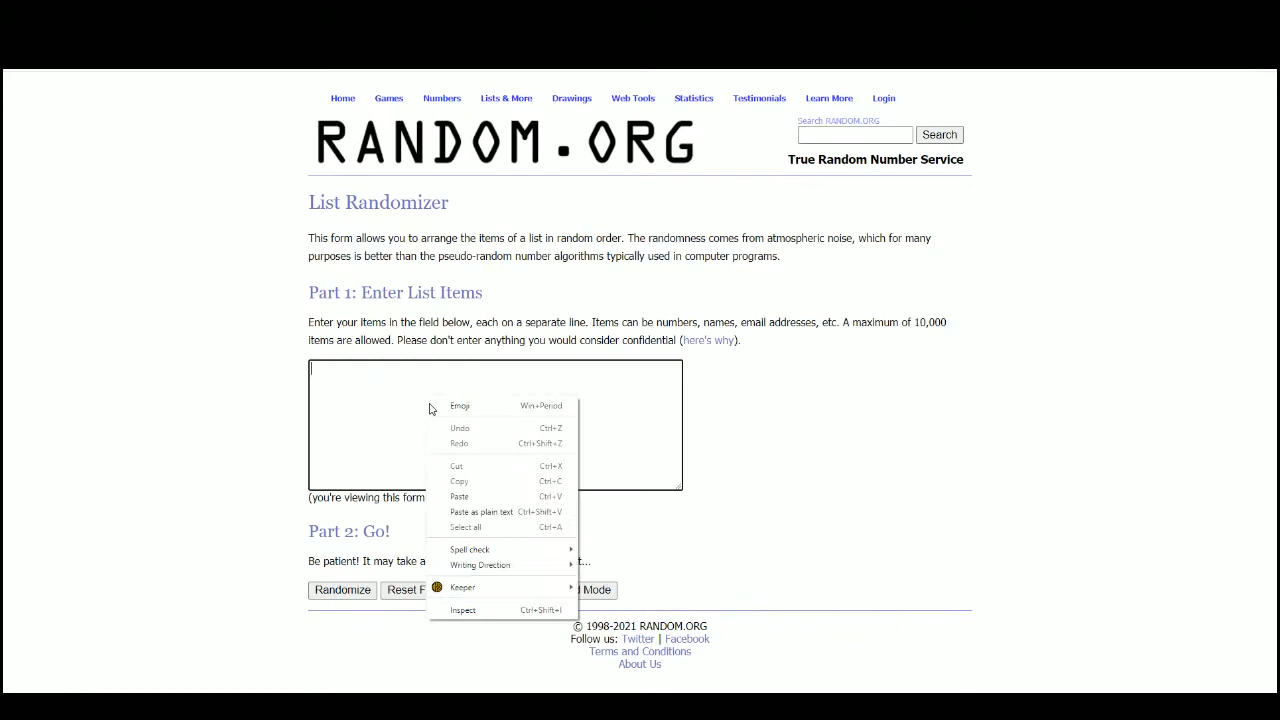 Home Games Numbers Lists & More Drawings Web Tools Statistics Testimonials Learn More Login
RANDOM.ORG
Search RANDOM.ORG
Search
True Random Number Service
List Randomizer
This form allows you to arrange the items of a list in random order. The randomness comes from atmospheric noise, which for many
purposes is better than the pseudo-random number algorithms typically used in computer programs.
Part 1: Enter List Items
Enter your items in the field below, each on a separate line. Items can be numbers, names, email addresses, etc. A maximum of 10,000
items are allowed. Please don't enter anything you would consider confidential (here's why).
Emoji Win+Period
Undo Ctrl+Z
Redo Ctrl+Shift+Z
Cut Ctrl+X
Copy Ctrl+C
Paste Ctrl+V
Paste as plain text Ctrl+Shift+V
Select all Ctrl+A
Spell check
Writing Direction
Keeper
Inspect Ctrl+Shift+I
(you're viewing this form
Part 2: Go!
Be patient! It may take a t...
Randomize Reset F d Mode
© 1998-2021 RANDOM.ORG
Follow us: Twitter | Facebook
Terms and Conditions
About Us